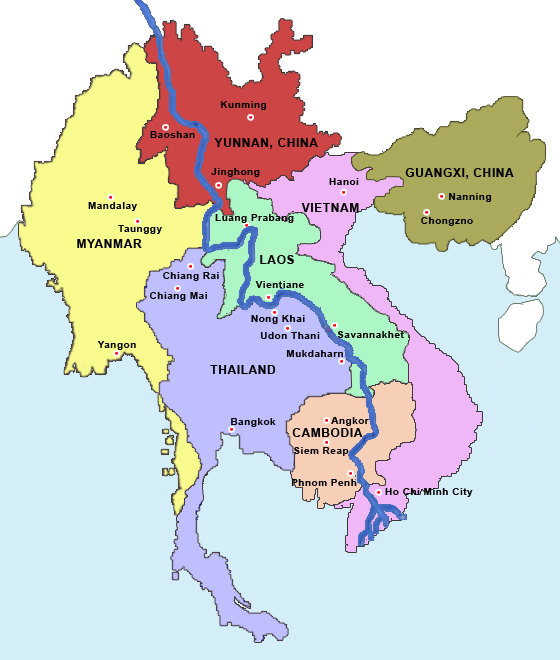 Kunming
Baoshan
YUNNAN, CHINA
Jinghong
GUANGXI, CHINA
Hanoi
Nanning
Mandalay
VIETNAM
Chongzno
Luang Prabang
Taunggy
MYANMAR
LAOS
Chiang Rai
Vientiane
Chiang Mai
Nong Khai
Udon Thani
Savannakhet
Yangon
Mukdaharn
THAILAND
Bangkok
Angkor
CAMBODIA
Siem Reap
Phnom Penh
Ho Chi Minh City